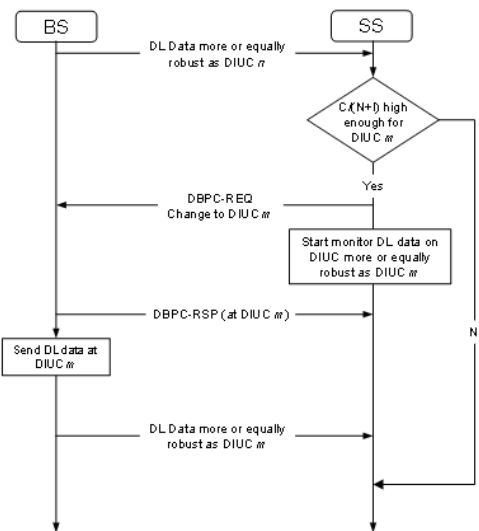 BS
SS
DL Data more or equally
robust as DIUC n
C/(N+I) high
enough for
DIUC m
Yes
DBPC-REQ
Change to DIUC m
Start monitor DL data on
DIUC more or equally
robust as DIUC m
DBPC-RSP (at DIUC m)
N
Send DL data at
DIUC m
DL Data more or equally
robust as DIUC m